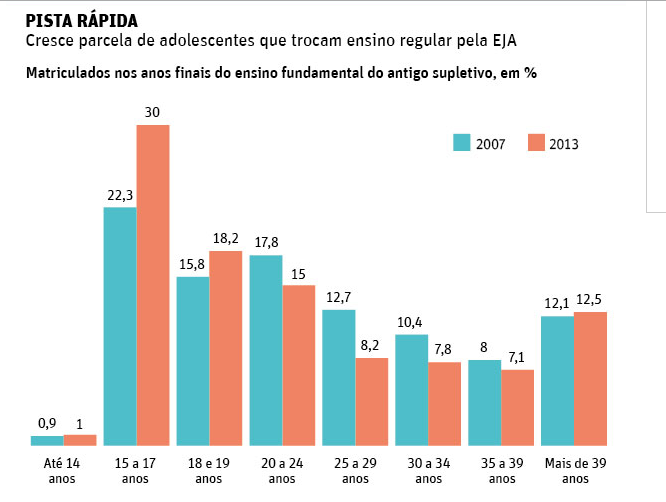 PISTA RÁPIDA
Cresce parcela de adolescentes que trocam ensino regular pela EJA
Matriculados nos anos finais do ensino fundamental do antigo supletivo, em %
2007
2013
0,9
1
22,3
30
15,8
18,2
17,8
15
12,7
8,2
10,4
7,8
8
7,1
12,1
12,5
Até 14
anos
15 a 17
anos
18 e 19
anos
20 a 24
anos
25 a 29
anos
30 a 34
anos
35 a 39
anos
Mais de 39
anos